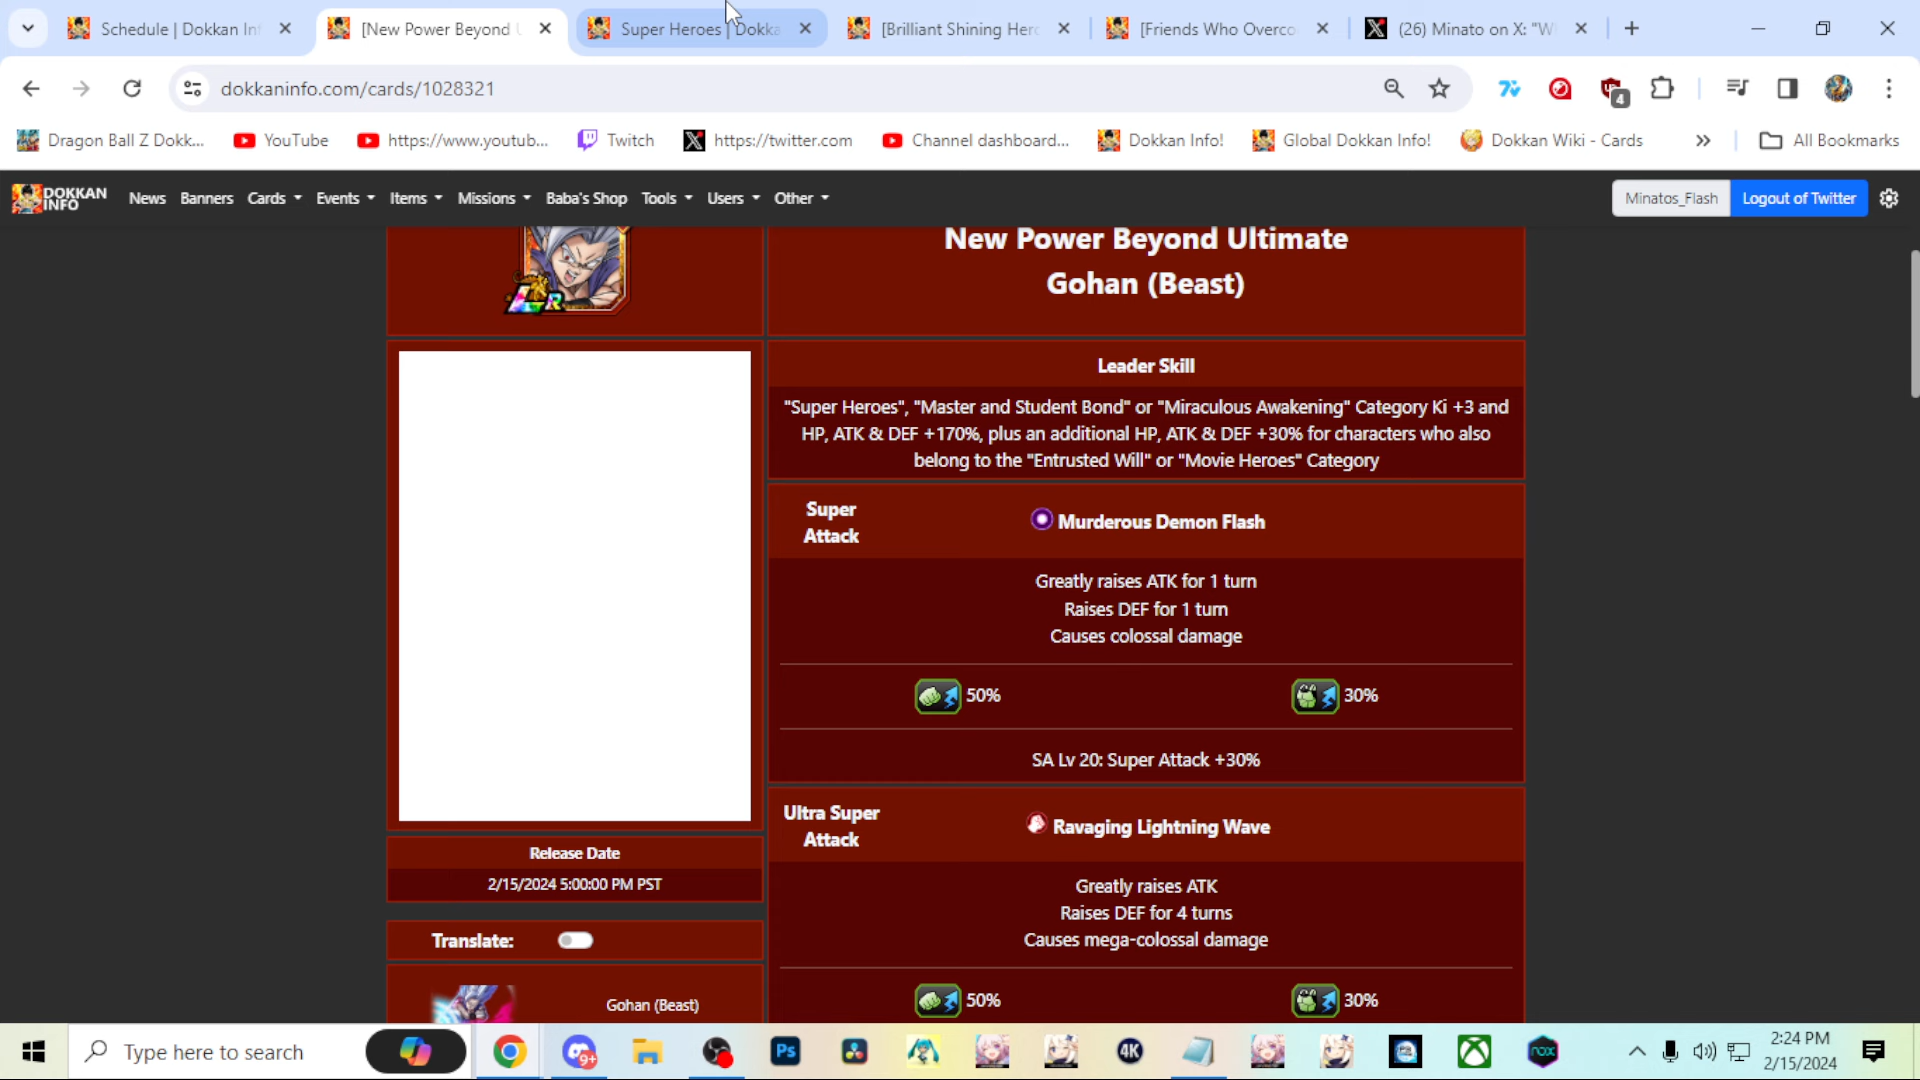 Schedule | Dokkan In
[New Power Beyond U
Super Heroes | Dokka
[Brilliant Shining Herc
[Friends Who Overco
(26) Minato on X: "W
dokkaninfo.com/cards/1028321
4
Dragon Ball Z Dokk...
YouTube
https://www.youtub...
Twitch
https://twitter.com
Channel dashboard...
Dokkan Info!
Global Dokkan Info!
Dokkan Wiki - Cards
»
All Bookmarks
DOKKAN
INFO
News
Banners
Cards
Events
Items
Missions
Baba's Shop
Tools
Users
Other
Minatos_Flash
Logout of Twitter
LR
New Power Beyond Ultimate
Gohan (Beast)
Leader Skill
"Super Heroes", "Master and Student Bond" or "Miraculous Awakening" Category Ki +3 and
HP, ATK & DEF +170%, plus an additional HP, ATK & DEF +30% for characters who also
belong to the "Entrusted Will" or "Movie Heroes" Category
Super
Attack
Murderous Demon Flash
Greatly raises ATK for 1 turn
Raises DEF for 1 turn
Causes colossal damage
50%
30%
SA Lv 20: Super Attack +30%
Ultra Super
Attack
Ravaging Lightning Wave
Greatly raises ATK
Raises DEF for 4 turns
Causes mega-colossal damage
50%
30%
Release Date
2/15/2024 5:00:00 PM PST
Translate:
Gohan (Beast)
Type here to search
9+
Ps
4K
nox
2:24 PM
2/15/2024